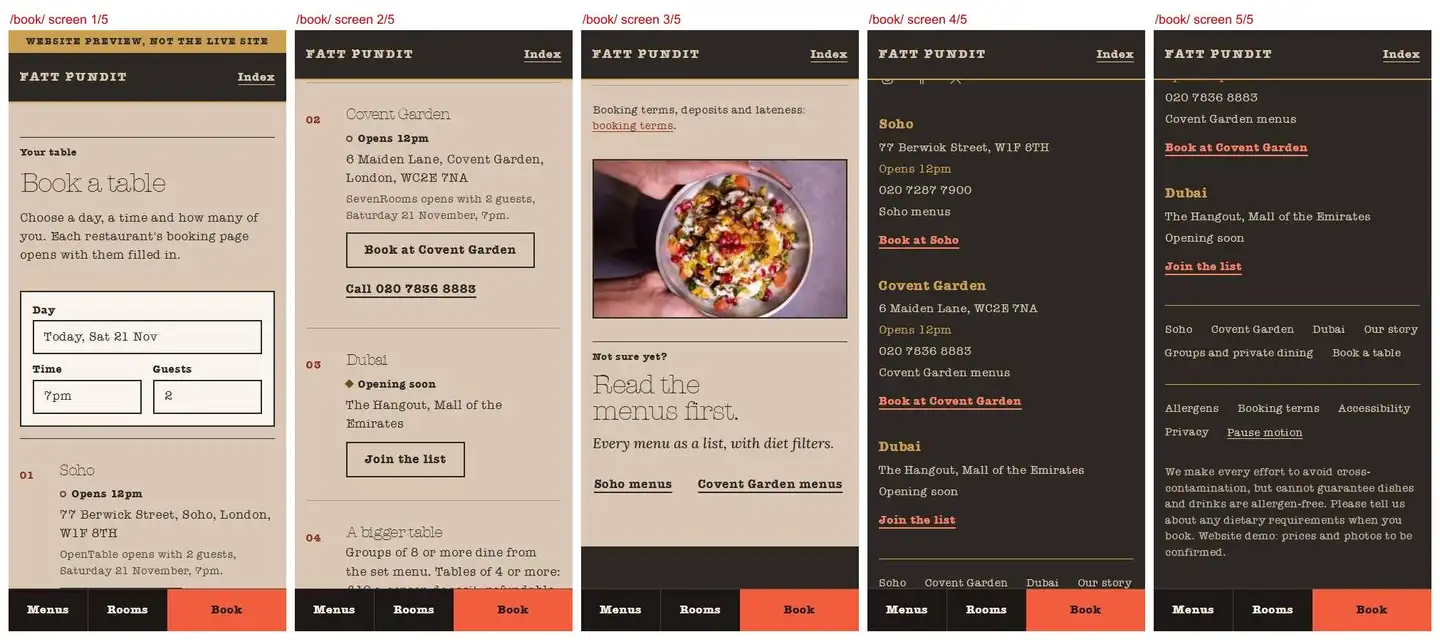 /book/ screen 1/5
WEBSITE PREVIEW, NOT THE LIVE SITE
FATT PUNDIT
Index
Your table
Book a table
Choose a day, a time and how many of
you. Each restaurant's booking page
opens with them filled in.
Day
Today, Sat 21 Nov
Time
Guests
7pm
2
01
Soho
Opens 12pm
77 Berwick Street, Soho, London,
W1F 8TH
OpenTable opens with 2 guests,
Saturday 21 November, 7pm.
Menus
Rooms
Book
/book/ screen 2/5
FATT PUNDIT
Index
02
Covent Garden
Opens 12pm
6 Maiden Lane, Covent Garden,
London, WC2E 7NA
SevenRooms opens with 2 guests,
Saturday 21 November, 7pm.
Book at Covent Garden
Call 020 7836 8883
03
Dubai
Opening soon
The Hangout, Mall of the
Emirates
Join the list
04
A bigger table
Groups of 8 or more dine from
the set menu. Tables of 4 or more:
Menus
Rooms
Book
/book/ screen 3/5
FATT PUNDIT
Index
Booking terms, deposits and lateness:
booking terms.
Not sure yet?
Read the
menus first.
Every menu as a list, with diet filters.
Soho menus
Covent Garden menus
Menus
Rooms
Book
/book/ screen 4/5
FATT PUNDIT
Index
Soho
77 Berwick Street, W1F 8TH
Opens 12pm
020 7287 7900
Soho menus
Book at Soho
Covent Garden
6 Maiden Lane, WC2E 7NA
Opens 12pm
020 7836 8883
Covent Garden menus
Book at Covent Garden
Dubai
The Hangout, Mall of the Emirates
Opening soon
Join the list
Soho
Covent Garden
Dubai
Our story
Menus
Rooms
Book
/book/ screen 5/5
FATT PUNDIT
Index
020 7836 8883
Covent Garden menus
Book at Covent Garden
Dubai
The Hangout, Mall of the Emirates
Opening soon
Join the list
Soho
Covent Garden
Dubai
Our story
Groups and private dining
Book a table
Allergens
Booking terms
Accessibility
Privacy
Pause motion
We make every effort to avoid cross-
contamination, but cannot guarantee dishes
and drinks are allergen-free. Please tell us
about any dietary requirements when you
book. Website demo: prices and photos to be
confirmed.
Menus
Rooms
Book